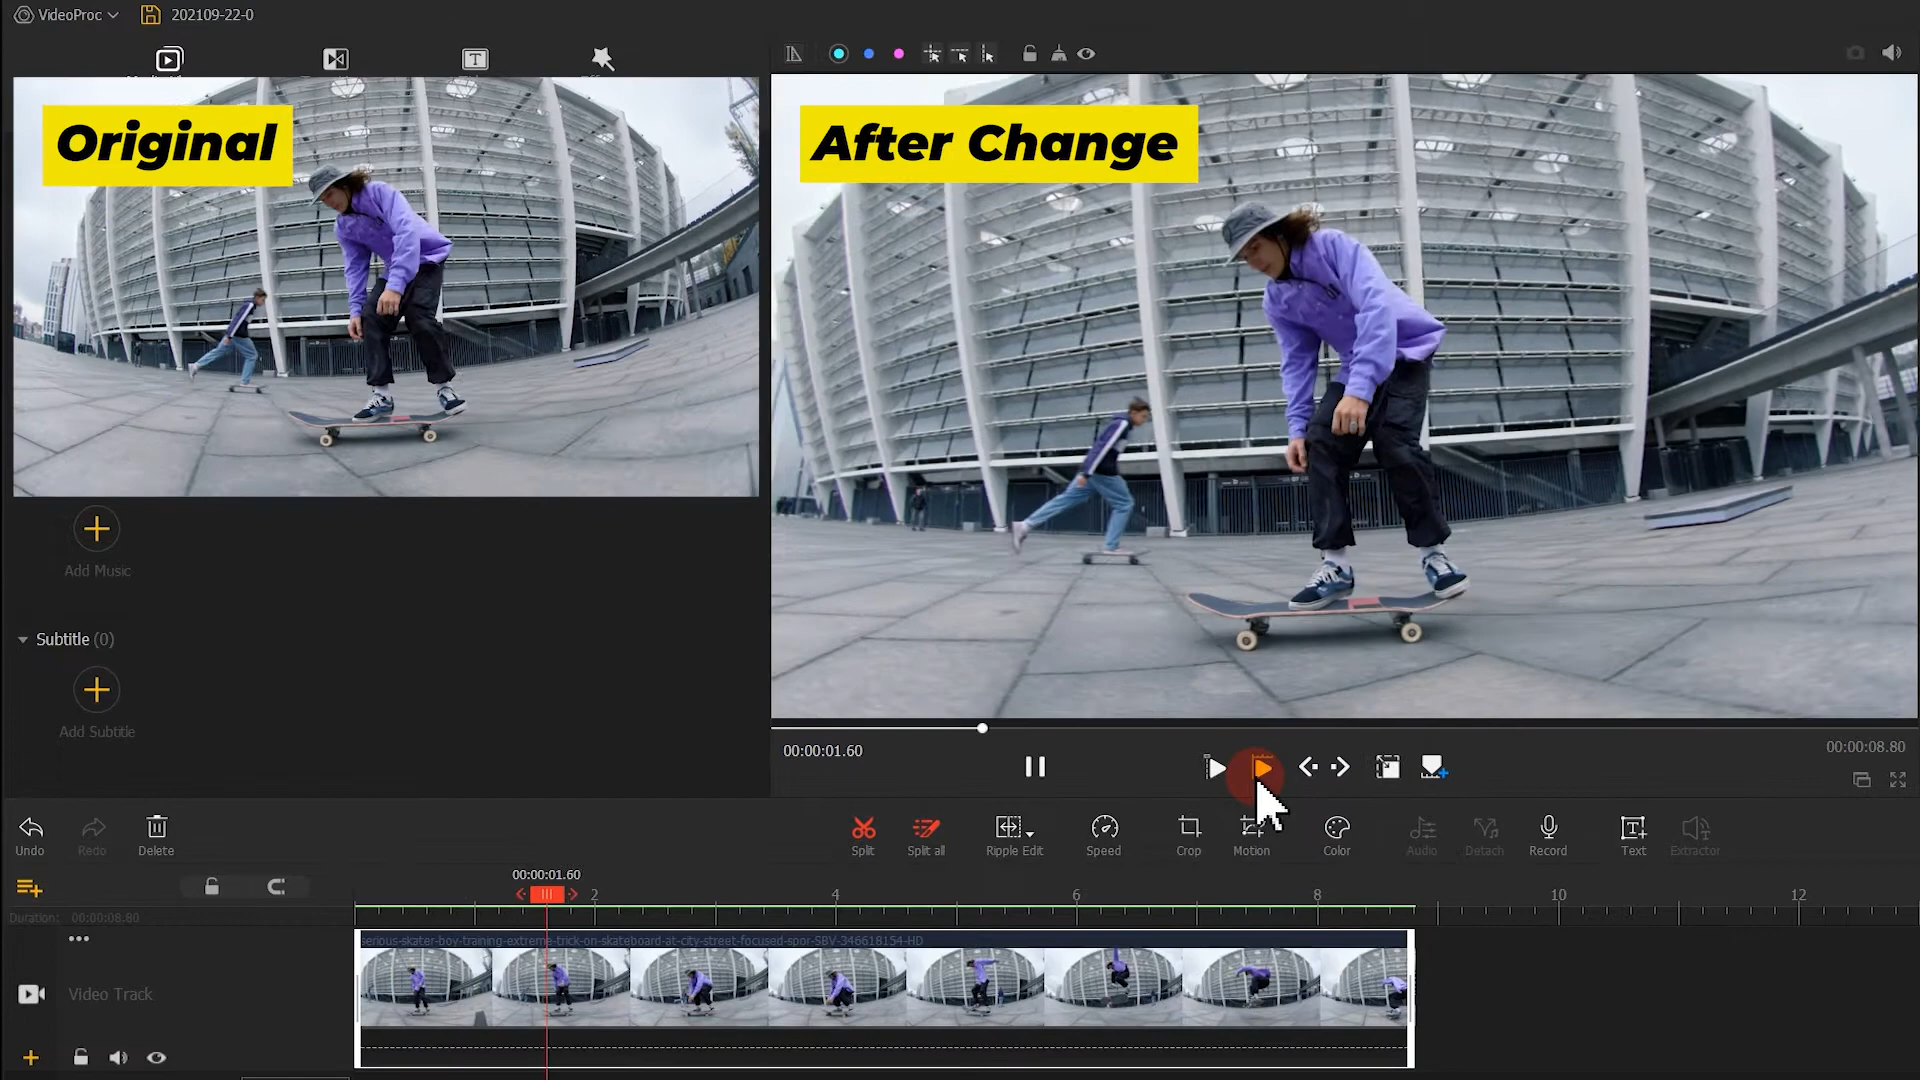 VideoProc
202109-22-0
Original
After Change
Add Music
Subtitle (0)
Add Subtitle
00:00:01.60
00:00:08.80
Undo
Redo
Delete
Split
Split all
Ripple Edit
Speed
Crop
Motion
Color
Audio
Detach
Record
Text
Extractor
00:00:01.60
2
4
6
8
10
12
Duration: 00:00:08.80
serious-skater-boy-training-extreme-trick-on-skateboard-at-city-street-focused-spor-SBV-346618154-HD
Video Track